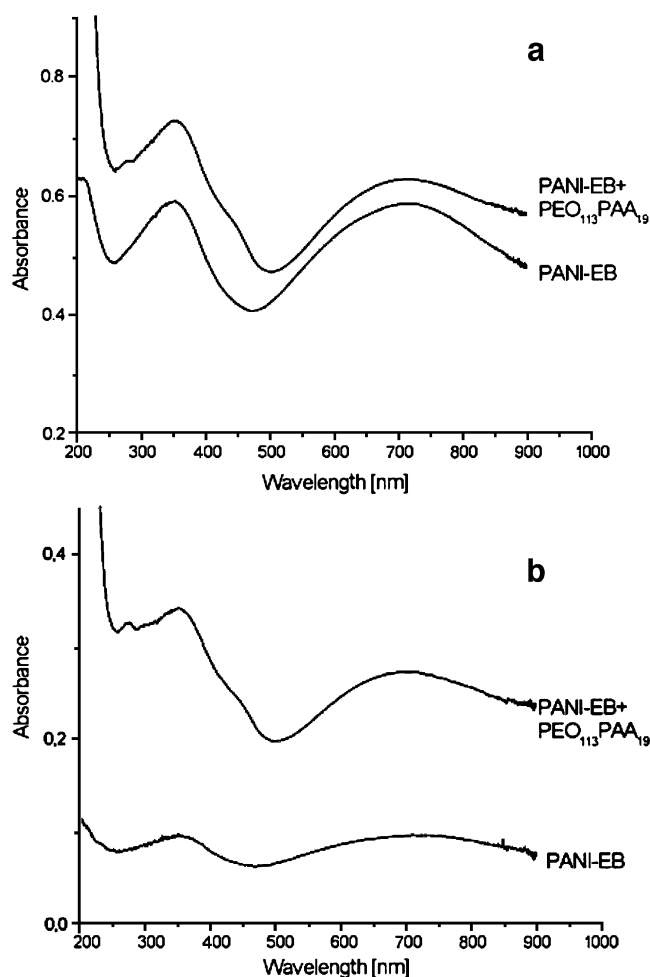 a
0.8
0.6
0.4
0.2
Absorbance
PANI-EB+
PEO₁₁₃PAA₁₉
PANI-EB
200 300 400 500 600 700 800 900 1000
Wavelength [nm]
b
0,4
0,2
0,0
Absorbance
PANI-EB+
PEO₁₁₃PAA₁₉
PANI-EB
200 300 400 500 600 700 800 900 1000
Wavelength [nm]